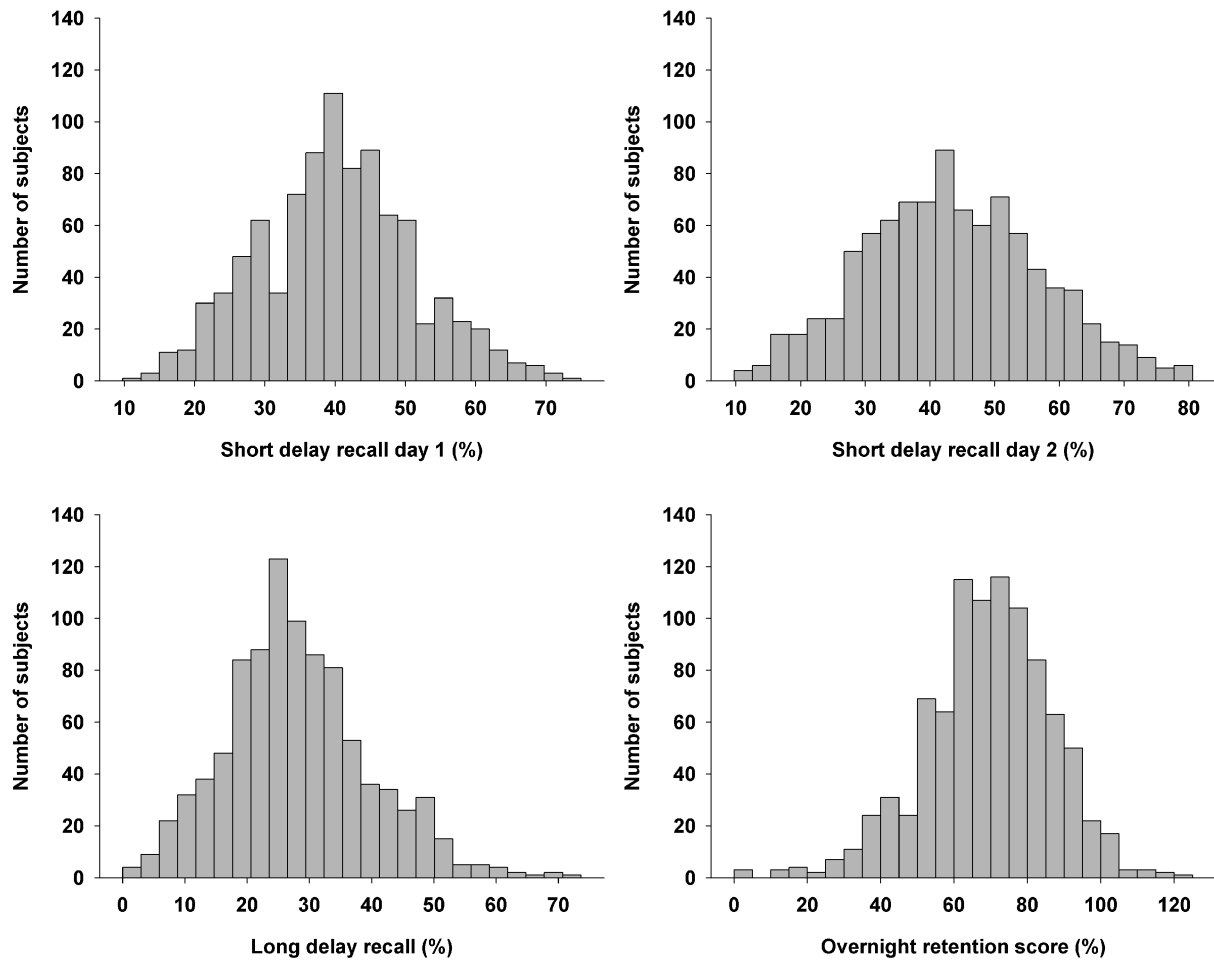 140
120
100
80
60
40
20
0
Number of subjects
10 20 30 40 50 60 70
Short delay recall day 1 (%)
140
120
100
80
60
40
20
0
Number of subjects
10 20 30 40 50 60 70 80
Short delay recall day 2 (%)
140
120
100
80
60
40
20
0
Number of subjects
0 10 20 30 40 50 60 70
Long delay recall (%)
140
120
100
80
60
40
20
0
Number of subjects
0 20 40 60 80 100 120
Overnight retention score (%)